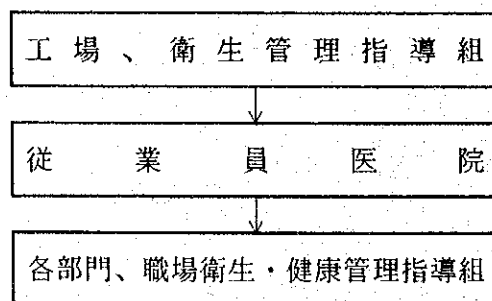 工場、衛生管理指導組
従業員医院
各部門、職場衛生・健康管理指導組